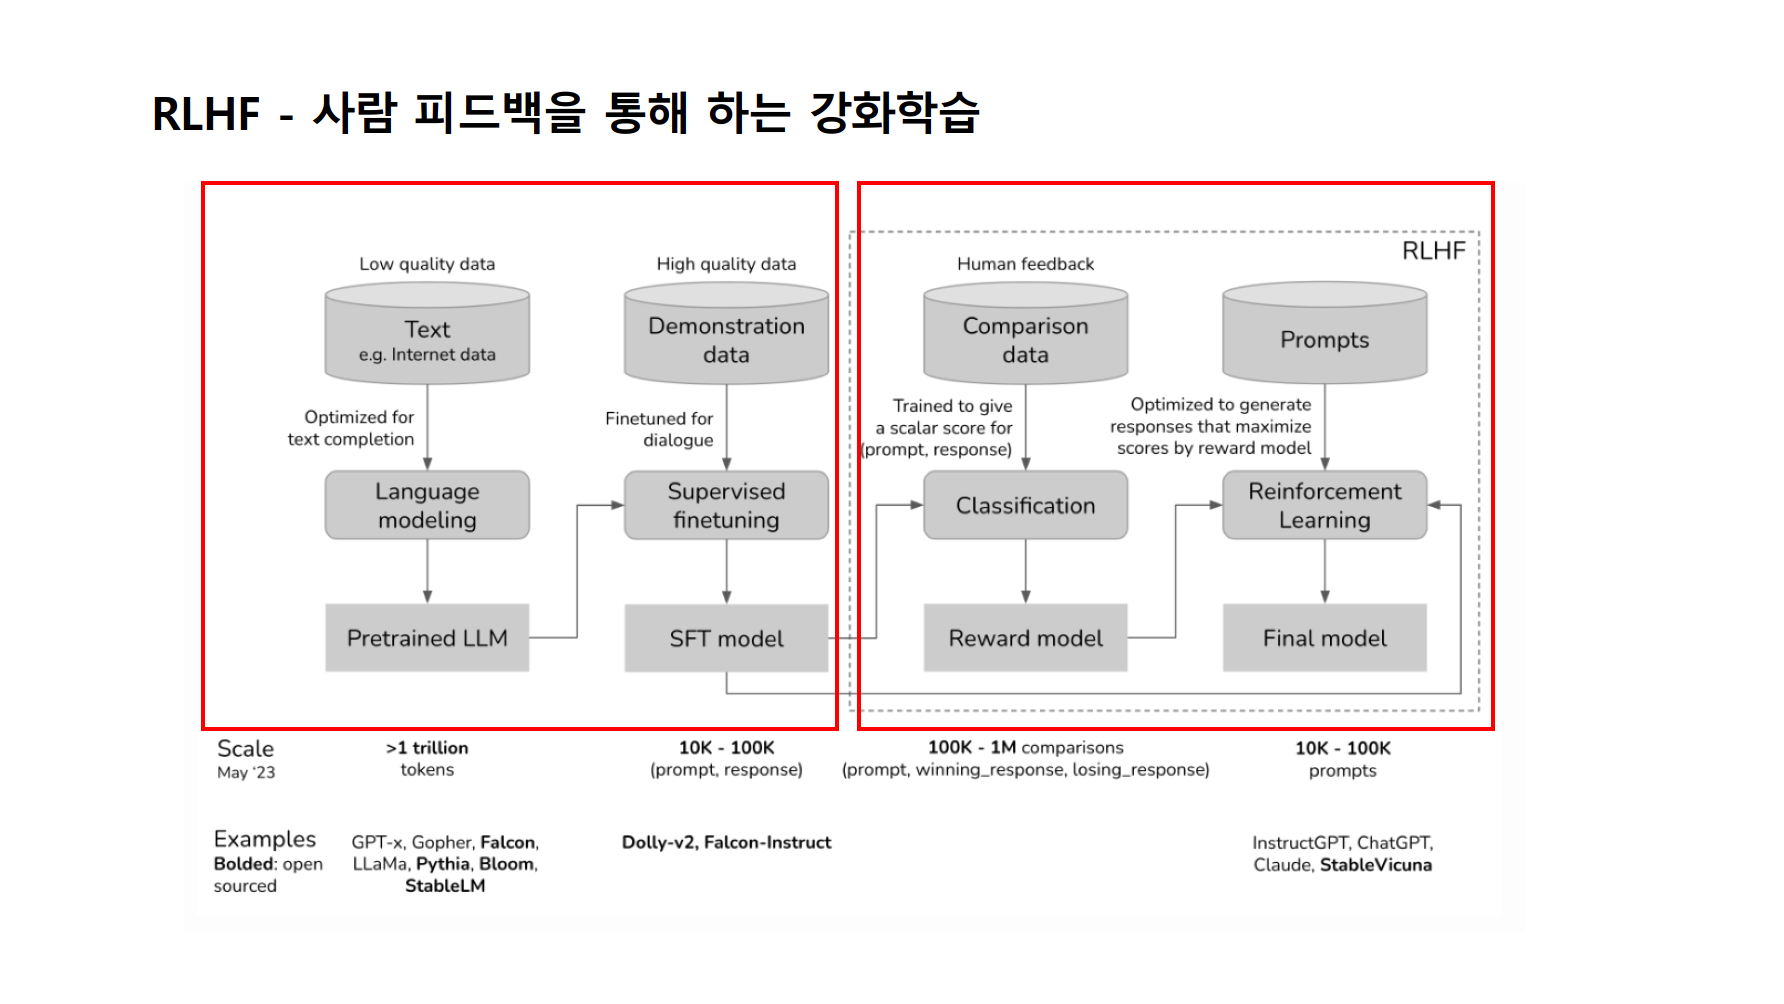 RLHF - 사람 피드백을 통해 하는 강화학습
RLHF
Low quality data
High quality data
Human feedback
Text
e.g. Internet data
Demonstration
data
Comparison
data
Prompts
Optimized for
text completion
Finetuned for
dialogue
Trained to give
a scalar score for
(prompt, response)
Optimized to generate
responses that maximize
scores by reward model
Language
modeling
Supervised
finetuning
Classification
Reinforcement
Learning
Pretrained LLM
SFT model
Reward model
Final model
Scale
May '23
>1 trillion
tokens
10K - 100K
(prompt, response)
100K - 1M comparisons
(prompt, winning_response, losing_response)
10K - 100K
prompts
Examples
Bolded: open
sourced
GPT-x, Gopher, Falcon,
LLaMa, Pythia, Bloom,
StableLM
Dolly-v2, Falcon-Instruct
InstructGPT, ChatGPT,
Claude, StableVicuna